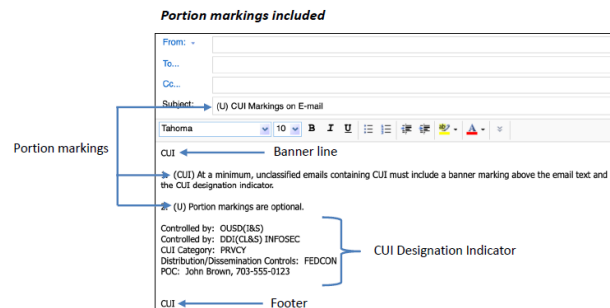 Portion markings included
From:
To...
Cc...
Subject: (U) CUI Markings on E-mail
Tahoma 10 B I U A
Portion markings
CUI Banner line
(CUI) At a minimum, unclassified emails containing CUI must include a banner marking above the email text and
the CUI designation indicator.
2. (U) Portion markings are optional.
Controlled by: OUSD(I&S)
Controlled by: DDI(CL&S) INFOSEC
CUI Category: PRVCY
Distribution/Dissemination Controls: FEDCON
POC: John Brown, 703-555-0123
CUI Designation Indicator
CUI Footer